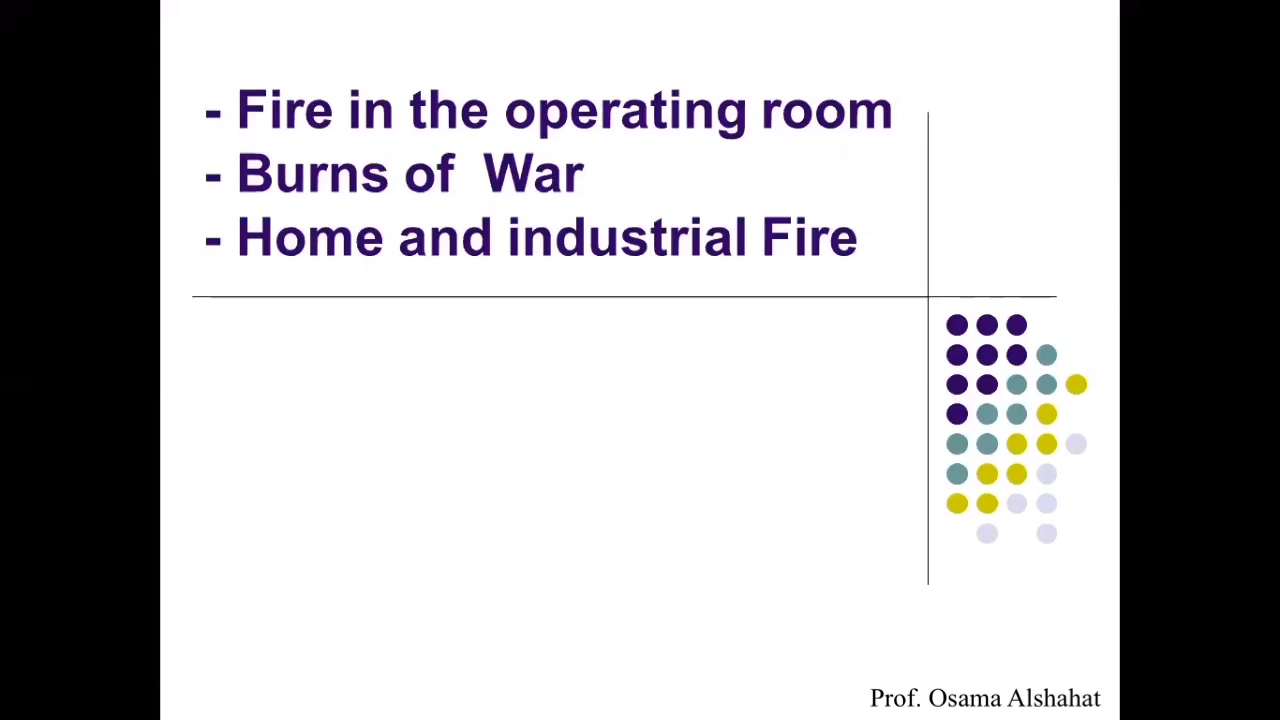 - Fire in the operating room
- Burns of  War
- Home and industrial Fire
Prof. Osama Alshahat